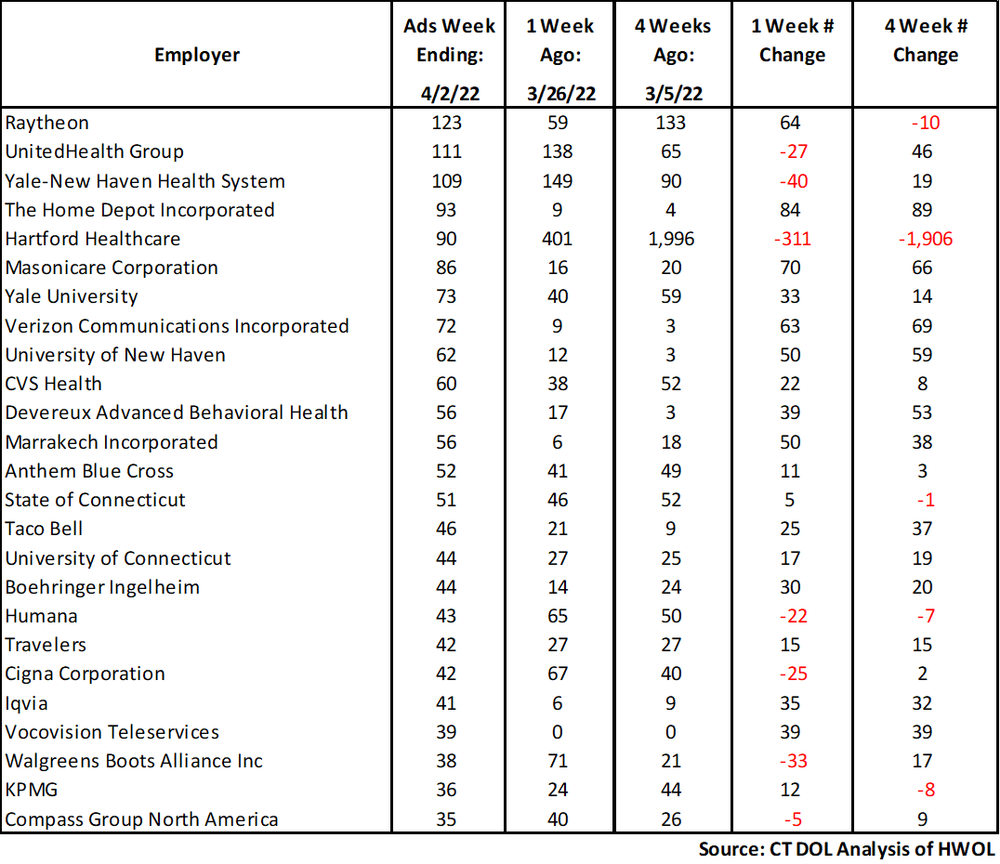 Employer Ads Week Ending: 4/2/22 1 Week Ago: 3/26/22 4 Weeks Ago: 3/5/22 1 Week # Change 4 Week # Change
Raytheon 123 59 133 64 -10
UnitedHealth Group 111 138 65 -27 46
Yale-New Haven Health System 109 149 90 -40 19
The Home Depot Incorporated 93 9 4 84 89
Hartford Healthcare 90 401 1,996 -311 -1,906
Masonicare Corporation 86 16 20 70 66
Yale University 73 40 59 33 14
Verizon Communications Incorporated 72 9 3 63 69
University of New Haven 62 12 3 50 59
CVS Health 60 38 52 22 8
Devereux Advanced Behavioral Health 56 17 3 39 53
Marrakech Incorporated 56 6 18 50 38
Anthem Blue Cross 52 41 49 11 3
State of Connecticut 51 46 52 5 -1
Taco Bell 46 21 9 25 37
University of Connecticut 44 27 25 17 19
Boehringer Ingelheim 44 14 24 30 20
Humana 43 65 50 -22 -7
Travelers 42 27 27 15 15
Cigna Corporation 42 67 40 -25 2
Iqvia 41 6 9 35 32
Vocovision Teleservices 39 0 0 39 39
Walgreens Boots Alliance Inc 38 71 21 -33 17
KPMG 36 24 44 12 -8
Compass Group North America 35 40 26 -5 9
Source: CT DOL Analysis of HWOL